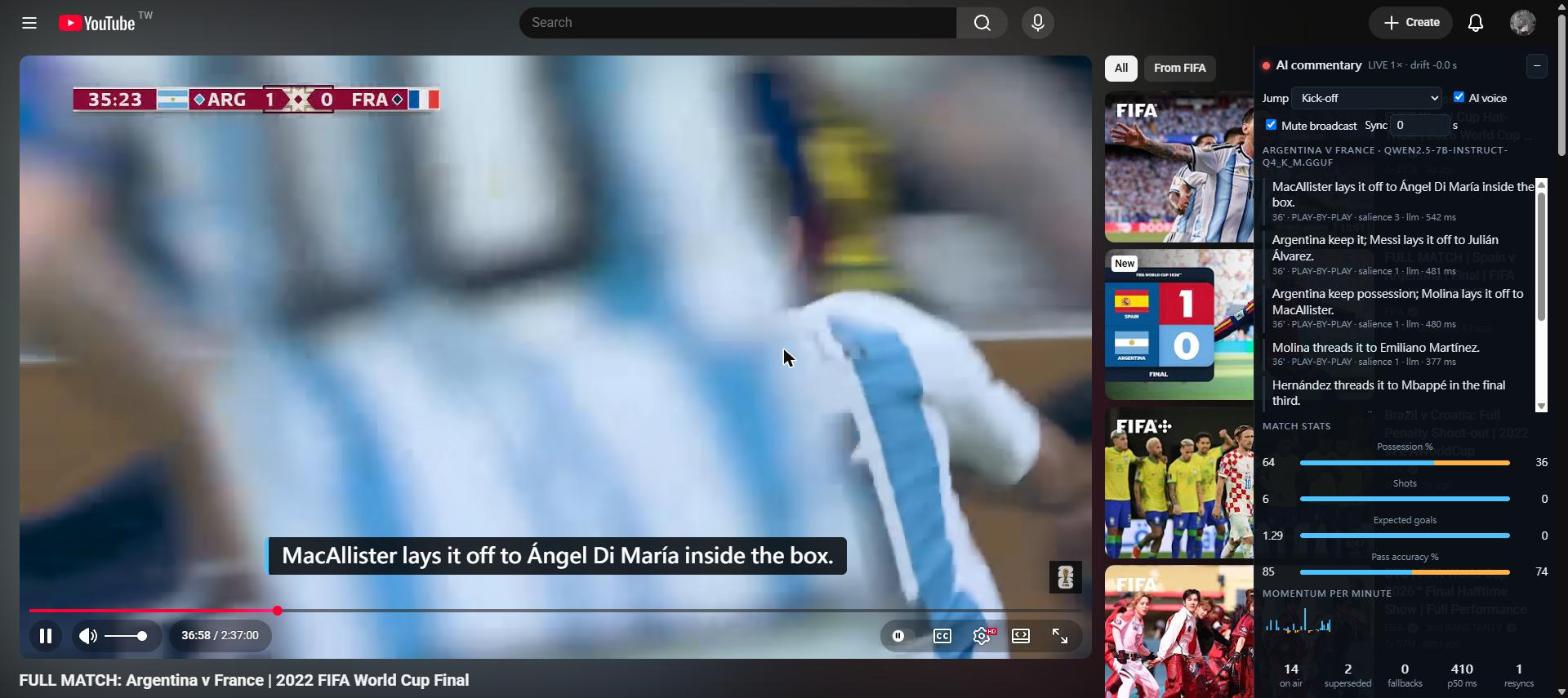 YouTube TW
Search
Create
35:23 ARG 1 0 FRA
MacAllister lays it off to Ángel Di María inside the box.
36:58 / 2:37:00
CC
HD
FULL MATCH: Argentina v France | 2022 FIFA World Cup Final
All
From FIFA
FIFA
New
SPAIN
1
ARGENTINA
0
FINAL
FIFA+
FIFA
AI commentary LIVE 1× · drift -0.0 s
Jump Kick-off AI voice
Mute broadcast Sync 0 s
ARGENTINA V FRANCE · QWEN2.5-7B-INSTRUCT-
Q4_K_M.GGUF
MacAllister lays it off to Ángel Di María inside the
box.
36' · PLAY-BY-PLAY · salience 3 · llm · 542 ms
Argentina keep it; Messi lays it off to Julián
Álvarez.
36' · PLAY-BY-PLAY · salience 1 · llm · 481 ms
Argentina keep possession; Molina lays it off to
MacAllister.
36' · PLAY-BY-PLAY · salience 1 · llm · 480 ms
Molina threads it to Emiliano Martínez.
36' · PLAY-BY-PLAY · salience 1 · llm · 377 ms
Hernández threads it to Mbappé in the final
third.
MATCH STATS
Possession %
64 36
Shots
6 0
Expected goals
1.29 0
Pass accuracy %
85 74
MOMENTUM PER MINUTE
14 2 0 410 1
on air superseded fallbacks p50 ms resyncs